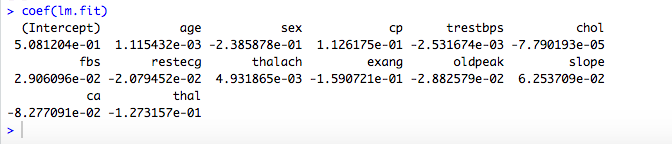 > coef(lm.fit)
(Intercept) age sex cp trestbps chol
5.081204e-01 1.115432e-03 -2.385878e-01 1.126175e-01 -2.531674e-03 -7.790193e-05
fbs restecg thalach exang oldpeak slope
2.906096e-02 -2.079452e-02 4.931865e-03 -1.590721e-01 -2.882579e-02 6.253709e-02
ca thal
-8.277091e-02 -1.273157e-01
>